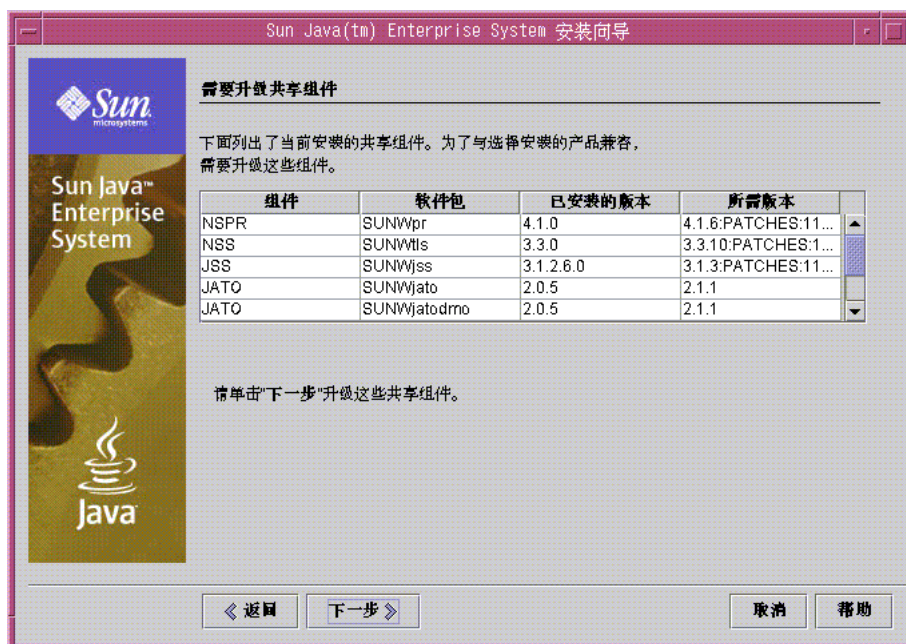 Sun Java(tm) Enterprise System 安装向导
Sun
microsystems
Sun Java™
Enterprise
System
Java
需要升级共享组件
下面列出了当前安装的共享组件。为了与选择安装的产品兼容，
需要升级这些组件。
组件 软件包 已安装的版本 所需版本
NSPR SUNWpr 4.1.0 4.1.6:PATCHES:11...
NSS SUNWtls 3.3.0 3.3.10:PATCHES:1...
JSS SUNWjss 3.1.2.6.0 3.1.3:PATCHES:11...
JATO SUNWjato 2.0.5 2.1.1
JATO SUNWjatodmo 2.0.5 2.1.1
请单击"下一步"升级这些共享组件。
返回 下一步 取消 帮助